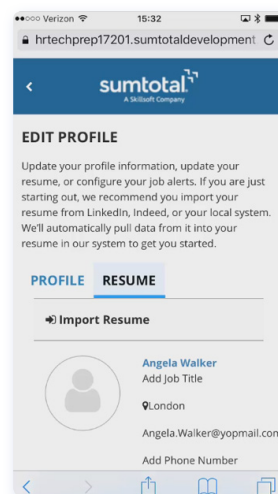 Verizon 15:32
hrtechprep17201.sumtotaldevelopment
sumtotal
A Skillsoft Company
EDIT PROFILE
Update your profile information, update your
resume, or configure your job alerts. If you are just
starting out, we recommend you import your
resume from LinkedIn, Indeed, or your local system.
We'll automatically pull data from it into your
resume in our system to get you started.
PROFILE RESUME
Import Resume
Angela Walker
Add Job Title
London
Angela.Walker@yopmail.com
Add Phone Number